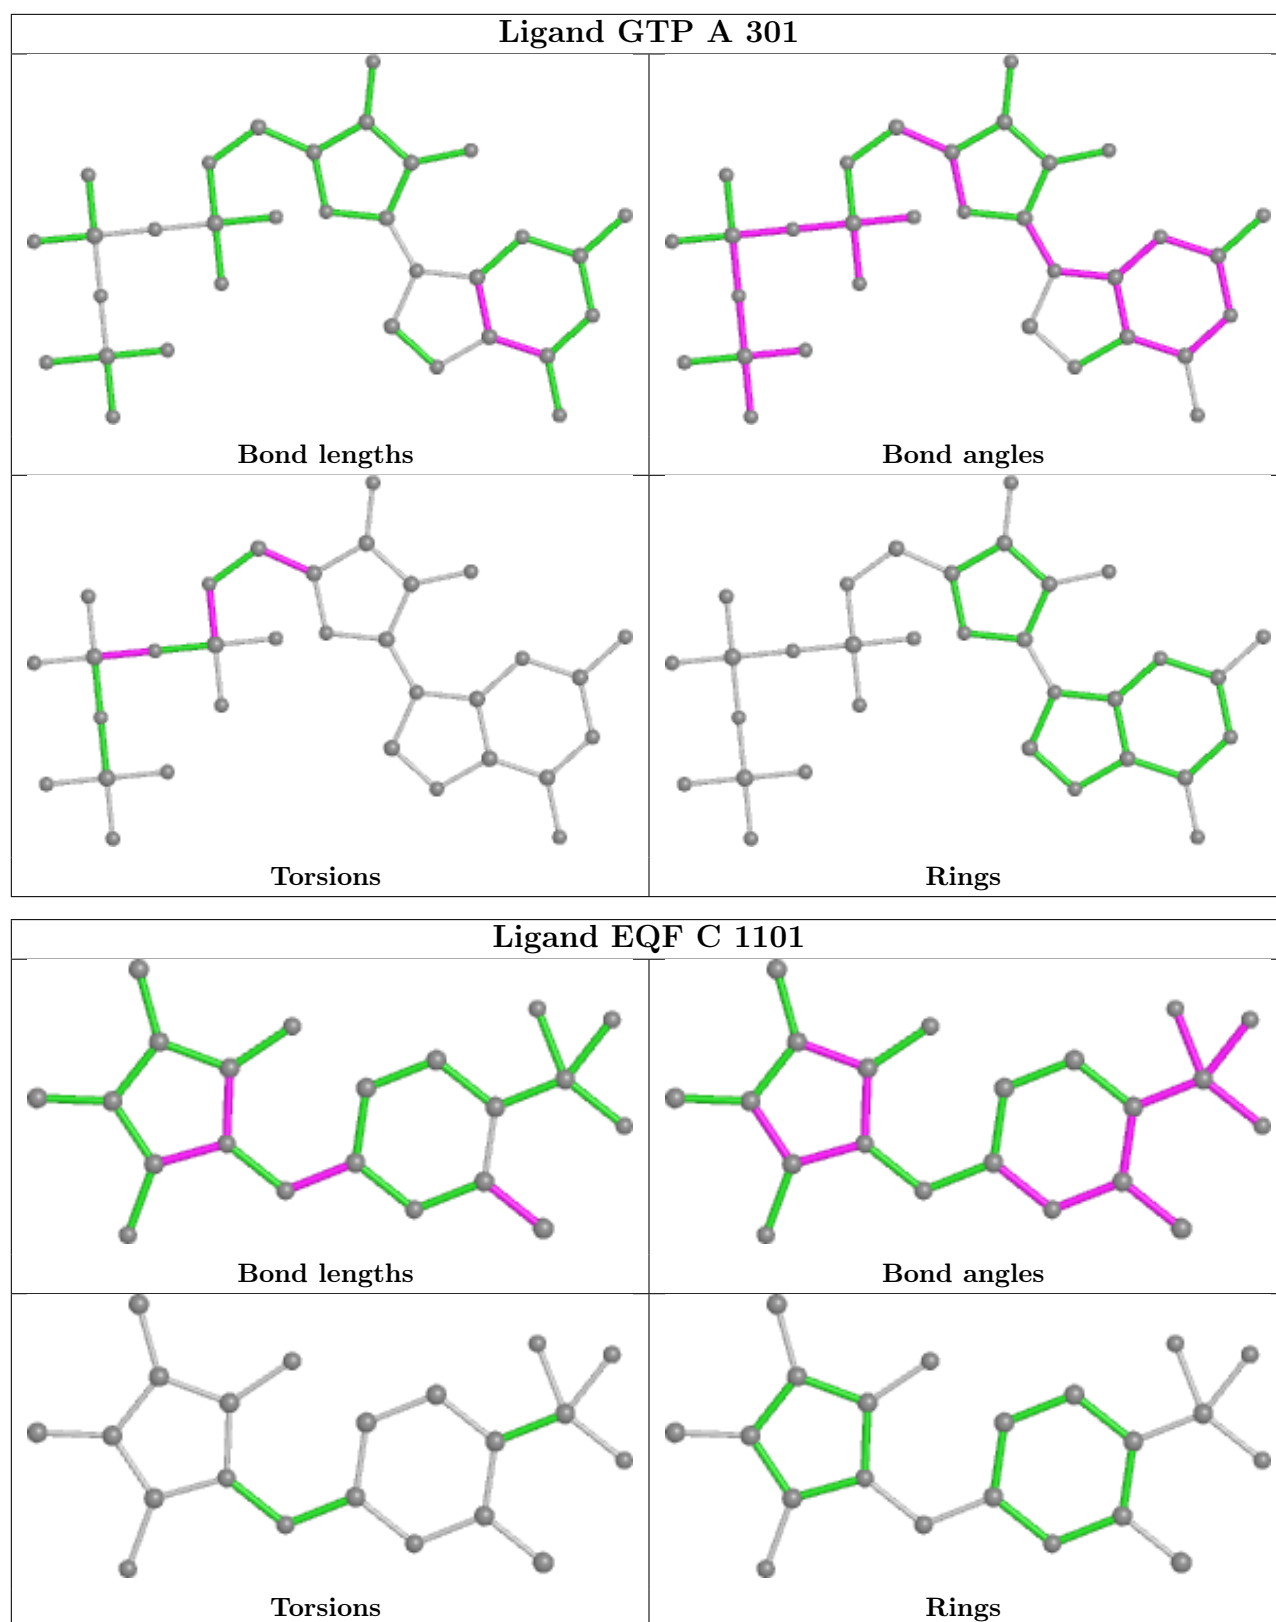 Ligand GTP A 301
Bond lengths
Bond angles
Torsions
Rings
Ligand EQF C 1101
Bond lengths
Bond angles
Torsions
Rings